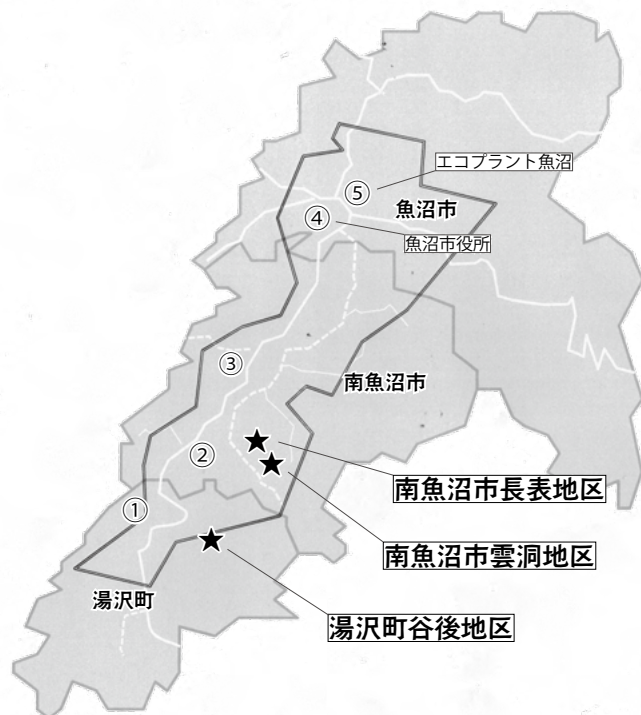 エコプラント魚沼
⑤
魚沼市
④
魚沼市役所
③
南魚沼市
②
南魚沼市長表地区
①
南魚沼市雲洞地区
湯沢町
湯沢町谷後地区